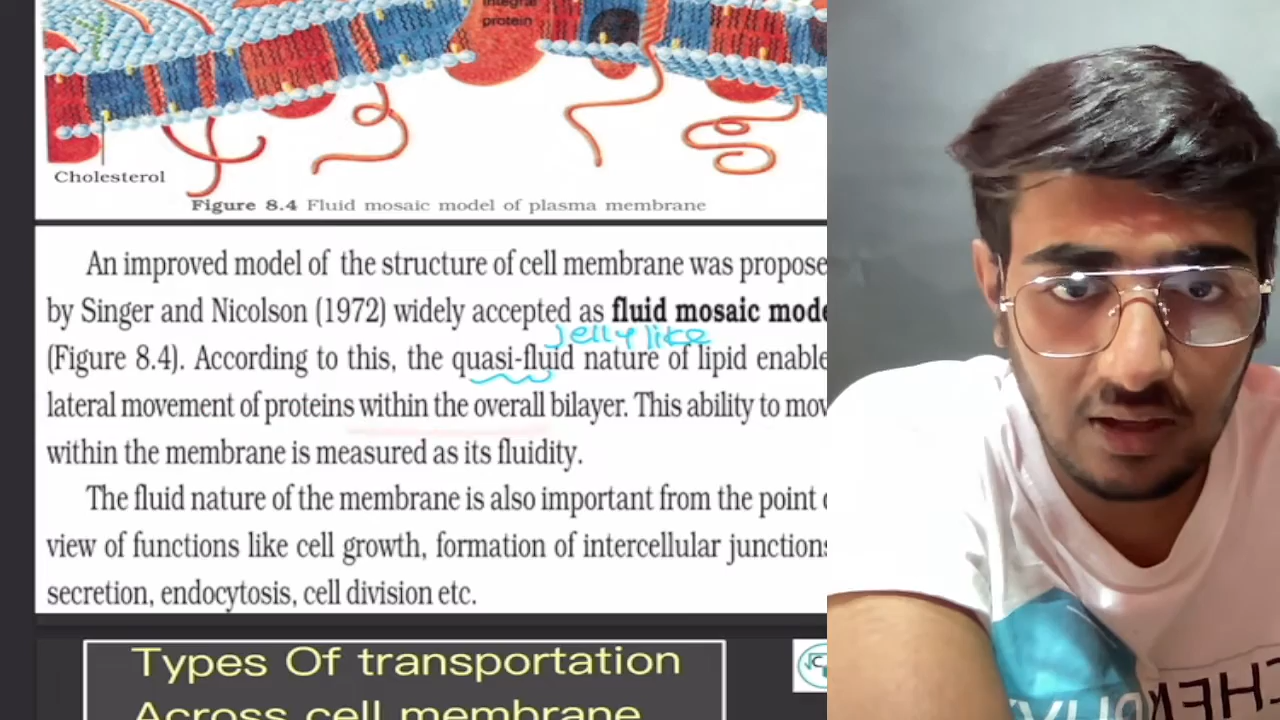 integral
protein
Cholesterol
Figure 8.4 Fluid mosaic model of plasma membrane
An improved model of the structure of cell membrane was propose
by Singer and Nicolson (1972) widely accepted as fluid mosaic mode
jelly like
(Figure 8.4). According to this, the quasi-fluid nature of lipid enable
lateral movement of proteins within the overall bilayer. This ability to mov
within the membrane is measured as its fluidity.
The fluid nature of the membrane is also important from the point o
view of functions like cell growth, formation of intercellular junctions
secretion, endocytosis, cell division etc.
Types Of transportation
Across cell membrane